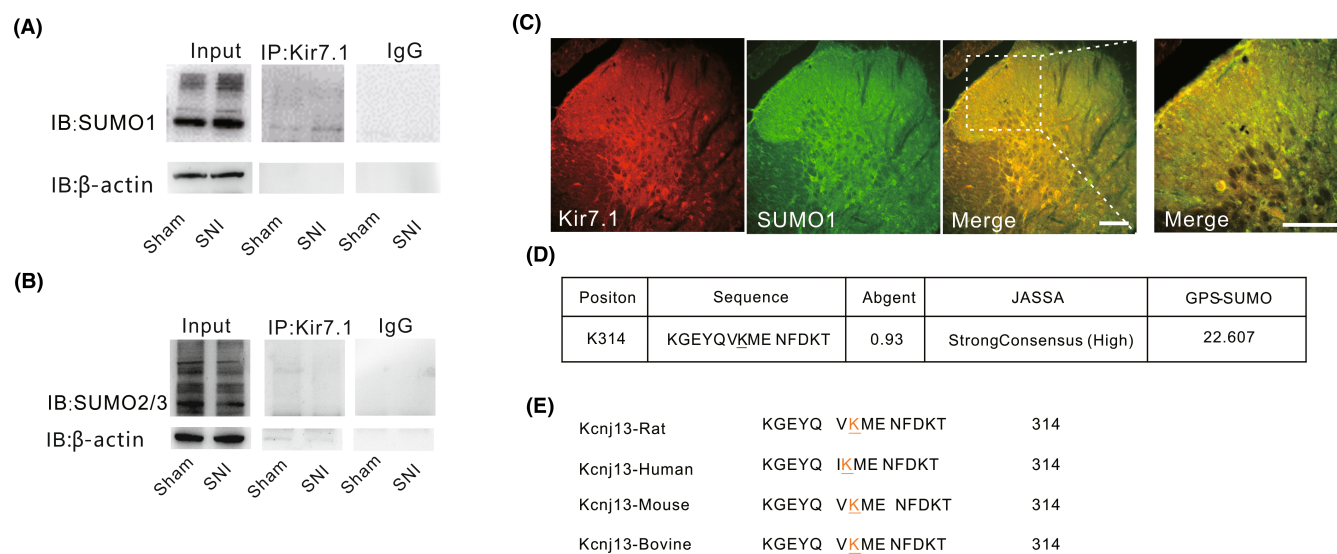 (A)
Input IP:Kir7.1 IgG
IB:SUMO1
IB:β-actin
Sham SNI Sham SNI Sham SNI
(B)
Input IP:Kir7.1 IgG
IB:SUMO2/3
IB:β-actin
Sham SNI Sham SNI Sham SNI
(C)
Kir7.1 SUMO1 Merge Merge
(D)
Positon Sequence Abgent JASSA GPS-SUMO
K314 KGEYQVKME NFDKT 0.93 StrongConsensus (High) 22.607
(E)
Kcnj13-Rat KGEYQ VKME NFDKT 314
Kcnj13-Human KGEYQ IKME NFDKT 314
Kcnj13-Mouse KGEYQ VKME NFDKT 314
Kcnj13-Bovine KGEYQ VKME NFDKT 314